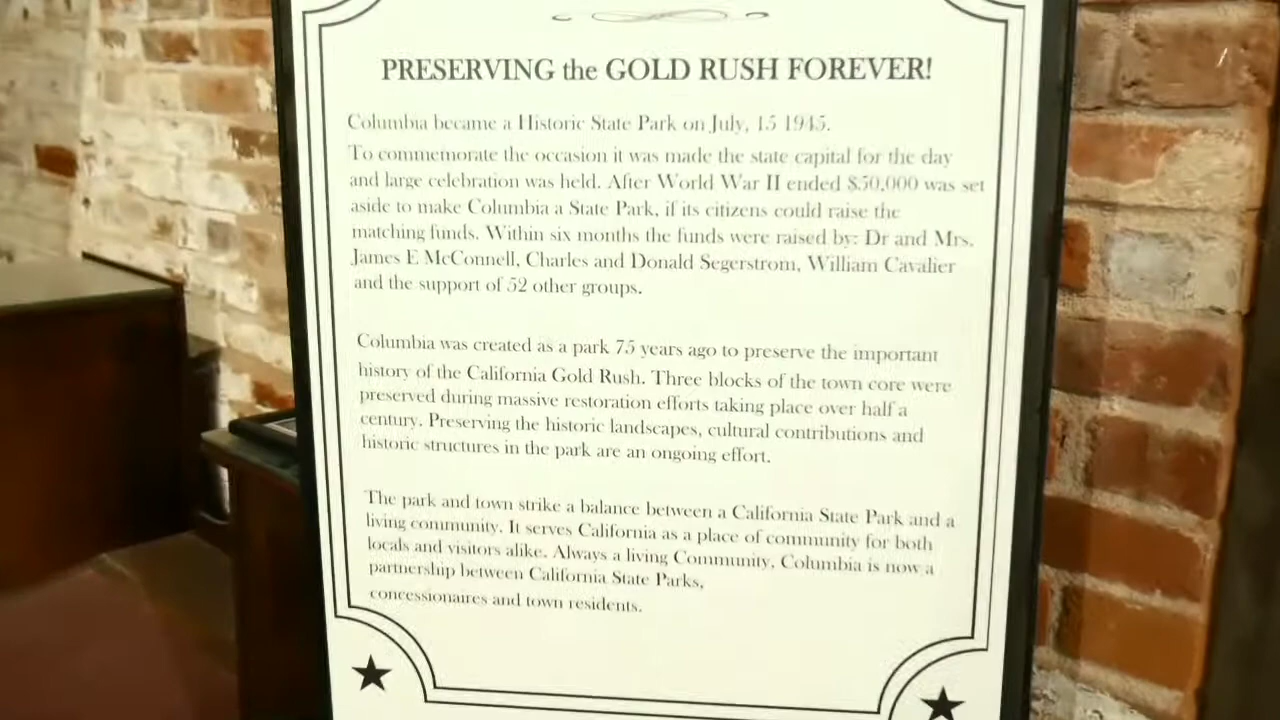 PRESERVING the GOLD RUSH FOREVER!
Columbia became a Historic State Park on July, 15 1945.
To commemorate the occasion it was made the state capital for the day
and large celebration was held. After World War II ended $50,000 was set
aside to make Columbia a State Park, if its citizens could raise the
matching funds. Within six months the funds were raised by: Dr and Mrs.
James E McConnell, Charles and Donald Segerstrom, William Cavalier
and the support of 52 other groups.
Columbia was created as a park 75 years ago to preserve the important
history of the California Gold Rush. Three blocks of the town core were
preserved during massive restoration efforts taking place over half a
century. Preserving the historic landscapes, cultural contributions and
historic structures in the park are an ongoing effort.
The park and town strike a balance between a California State Park and a
living community. It serves California as a place of community for both
locals and visitors alike. Always a living Community, Columbia is now a
partnership between California State Parks,
concessionaires and town residents.